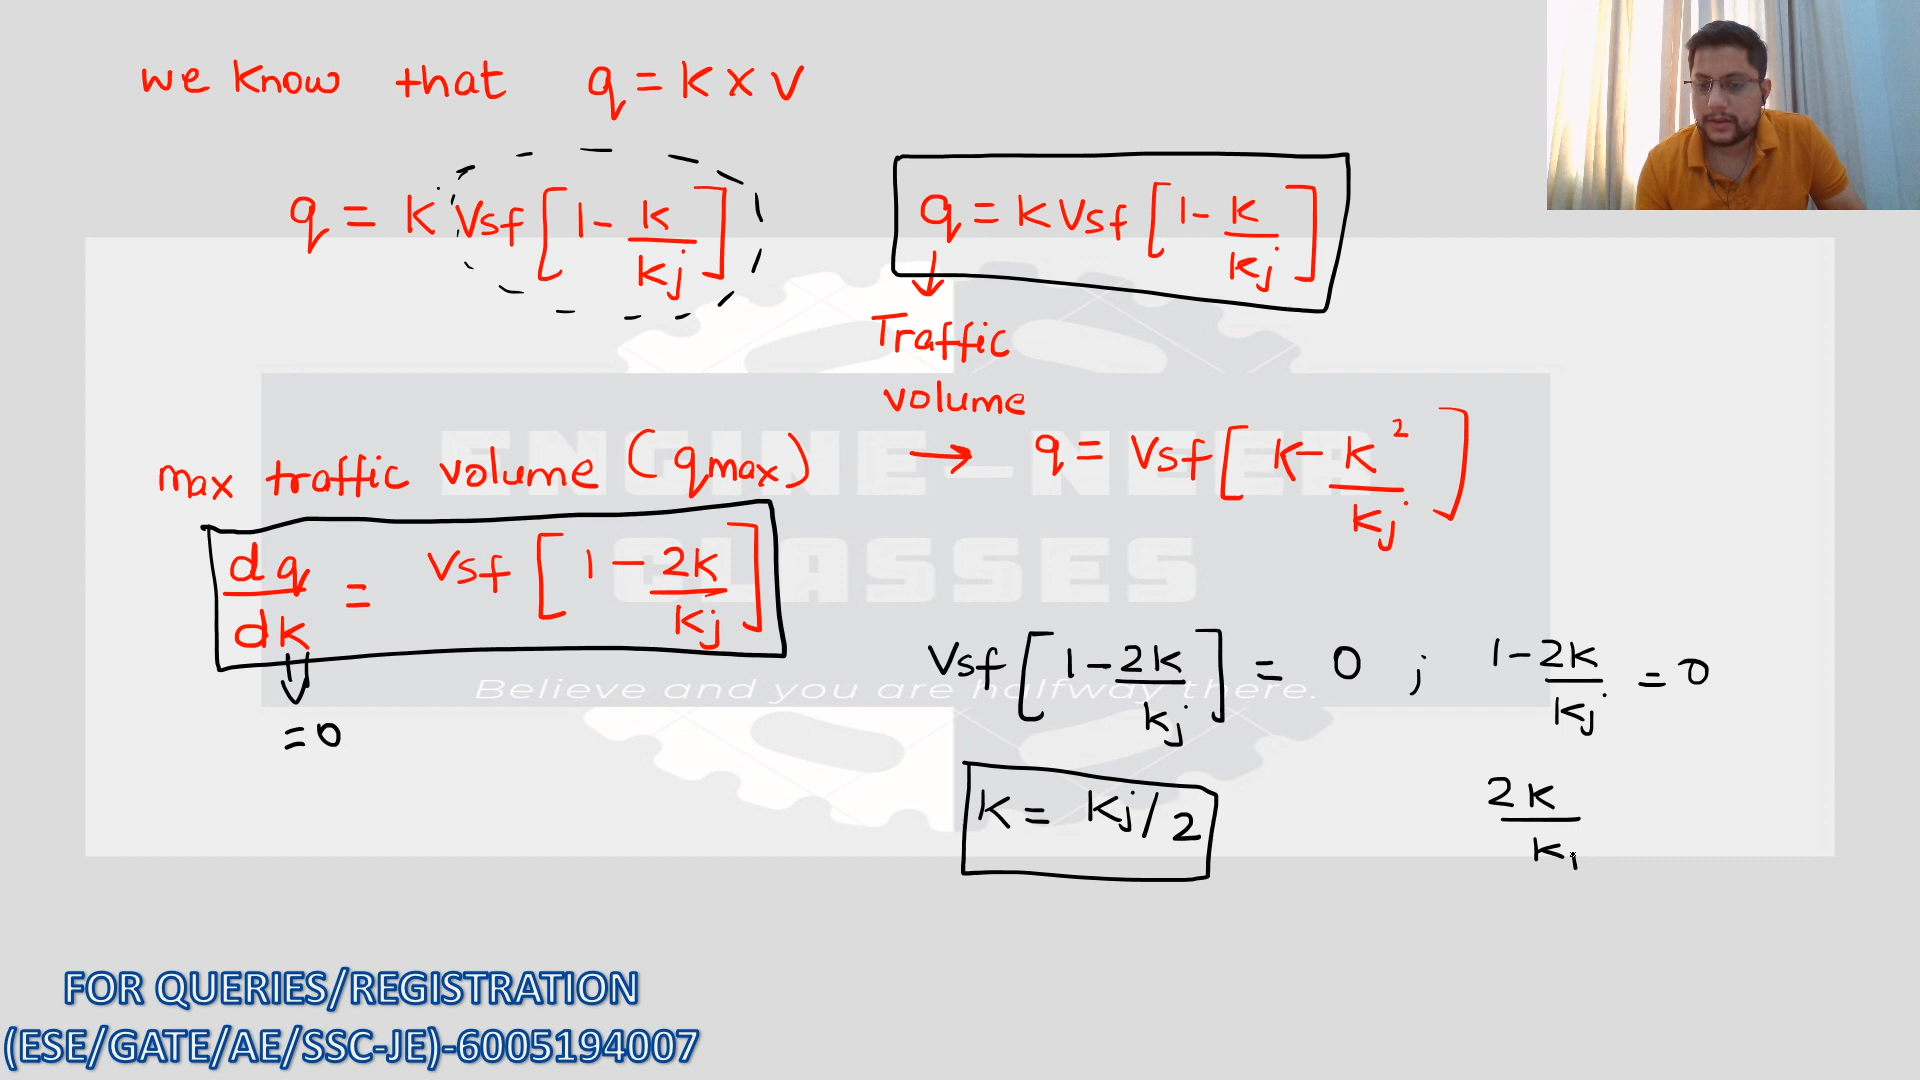 we know that q = k x v
q = k Vsf [1 - k/kj]
q = k Vsf [1 - k/kj]
Traffic
volume
max traffic volume (qmax) → q = Vsf [k - k²/kj]
dq/dk = Vsf [1 - 2k/kj]
= 0
Vsf [1 - 2k/kj] = 0 ; 1 - 2k/kj = 0
k = kj/2
2k/k
ENGINE-NEER
CLASSES
Believe and you are halfway there.
FOR QUERIES/REGISTRATION
(ESE/GATE/AE/SSC-JE)-6005194007